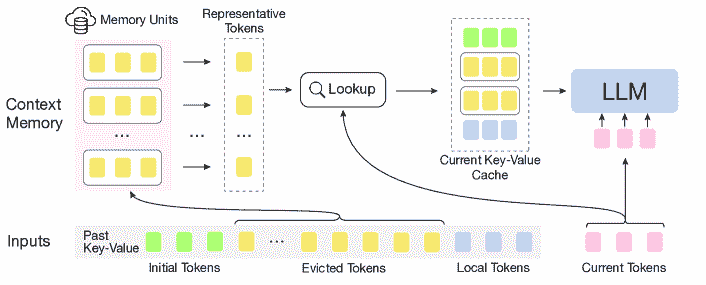 Memory Units
Representative
Tokens
...
...
...
Lookup
Current Key-Value
Cache
LLM
Context
Memory
Inputs
Past
Key-Value
...
Initial Tokens
Evicted Tokens
Local Tokens
Current Tokens